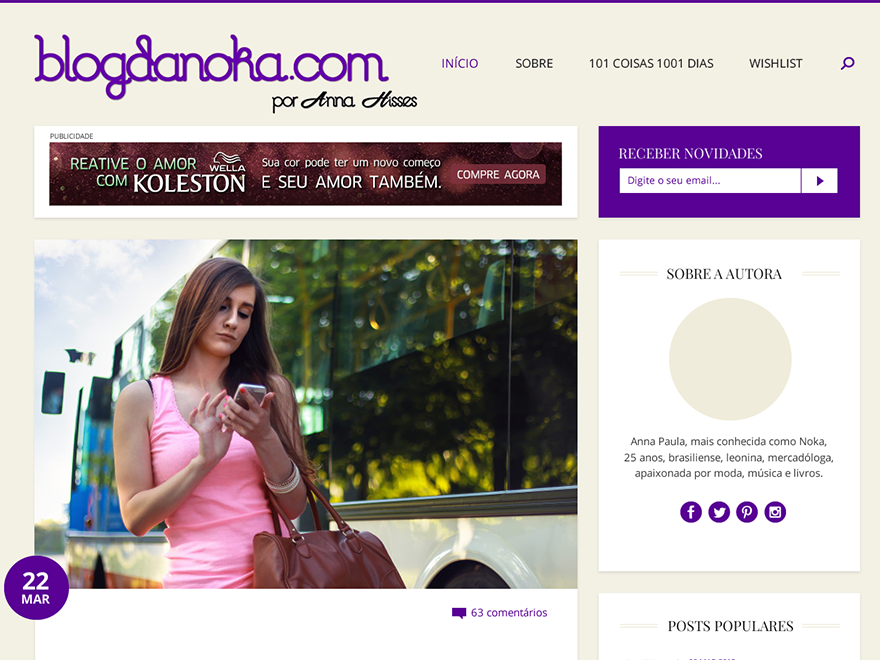 blogdanoka.com
por Anna Hisses
INÍCIO
SOBRE
101 COISAS 1001 DIAS
WISHLIST
PUBLICIDADE
REATIVE O AMOR
COM KOLESTON
WELLA
Sua cor pode ter um novo começo
E SEU AMOR TAMBÉM.
COMPRE AGORA
RECEBER NOVIDADES
Digite o seu email...
SOBRE A AUTORA
Anna Paula, mais conhecida como Noka,
25 anos, brasiliense, leonina, mercadóloga,
apaixonada por moda, música e livros.
22
MAR
63 comentários
POSTS POPULARES